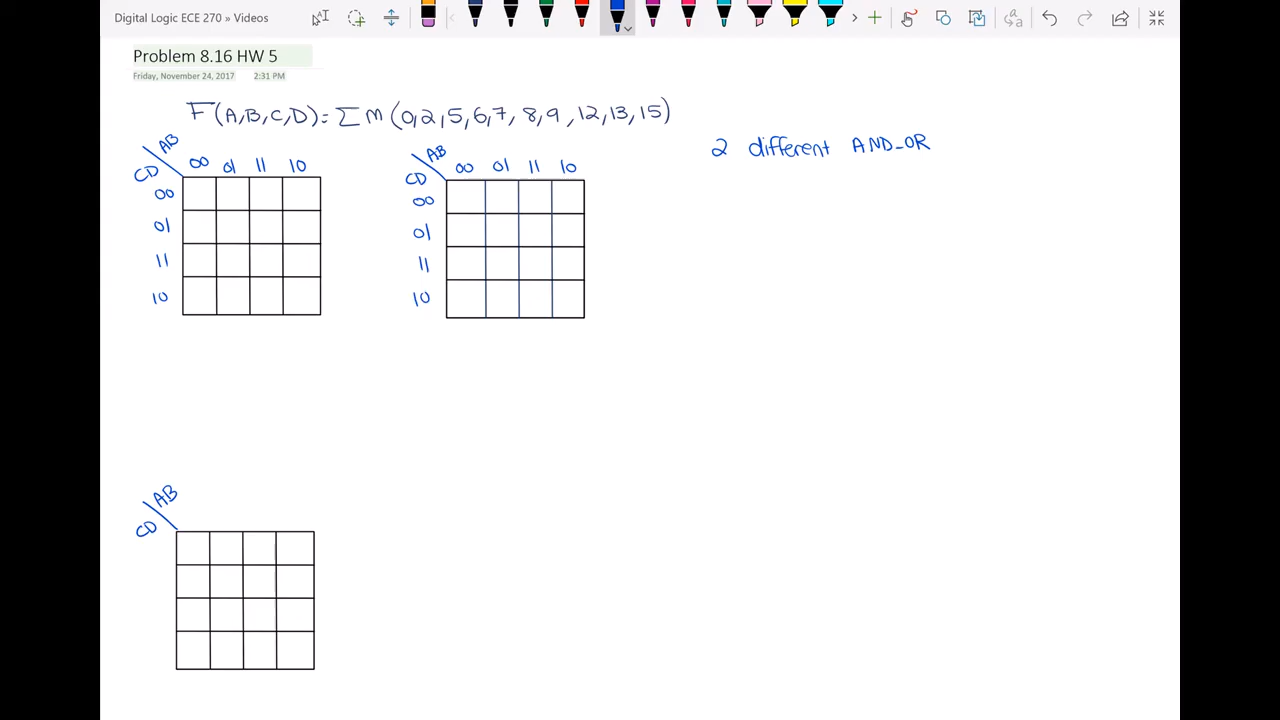 Digital Logic ECE 270 » Videos
Problem 8.16 HW 5
Friday, November 24, 2017 2:31 PM
F(A,B,C,D) = Σ m (0,2,5,6,7,8,9,12,13,15)
2 different AND-OR
AB AB
CD 00 01 11 10 CD 00 01 11 10
00 00
01 01
11 11
10 10
AB
CD